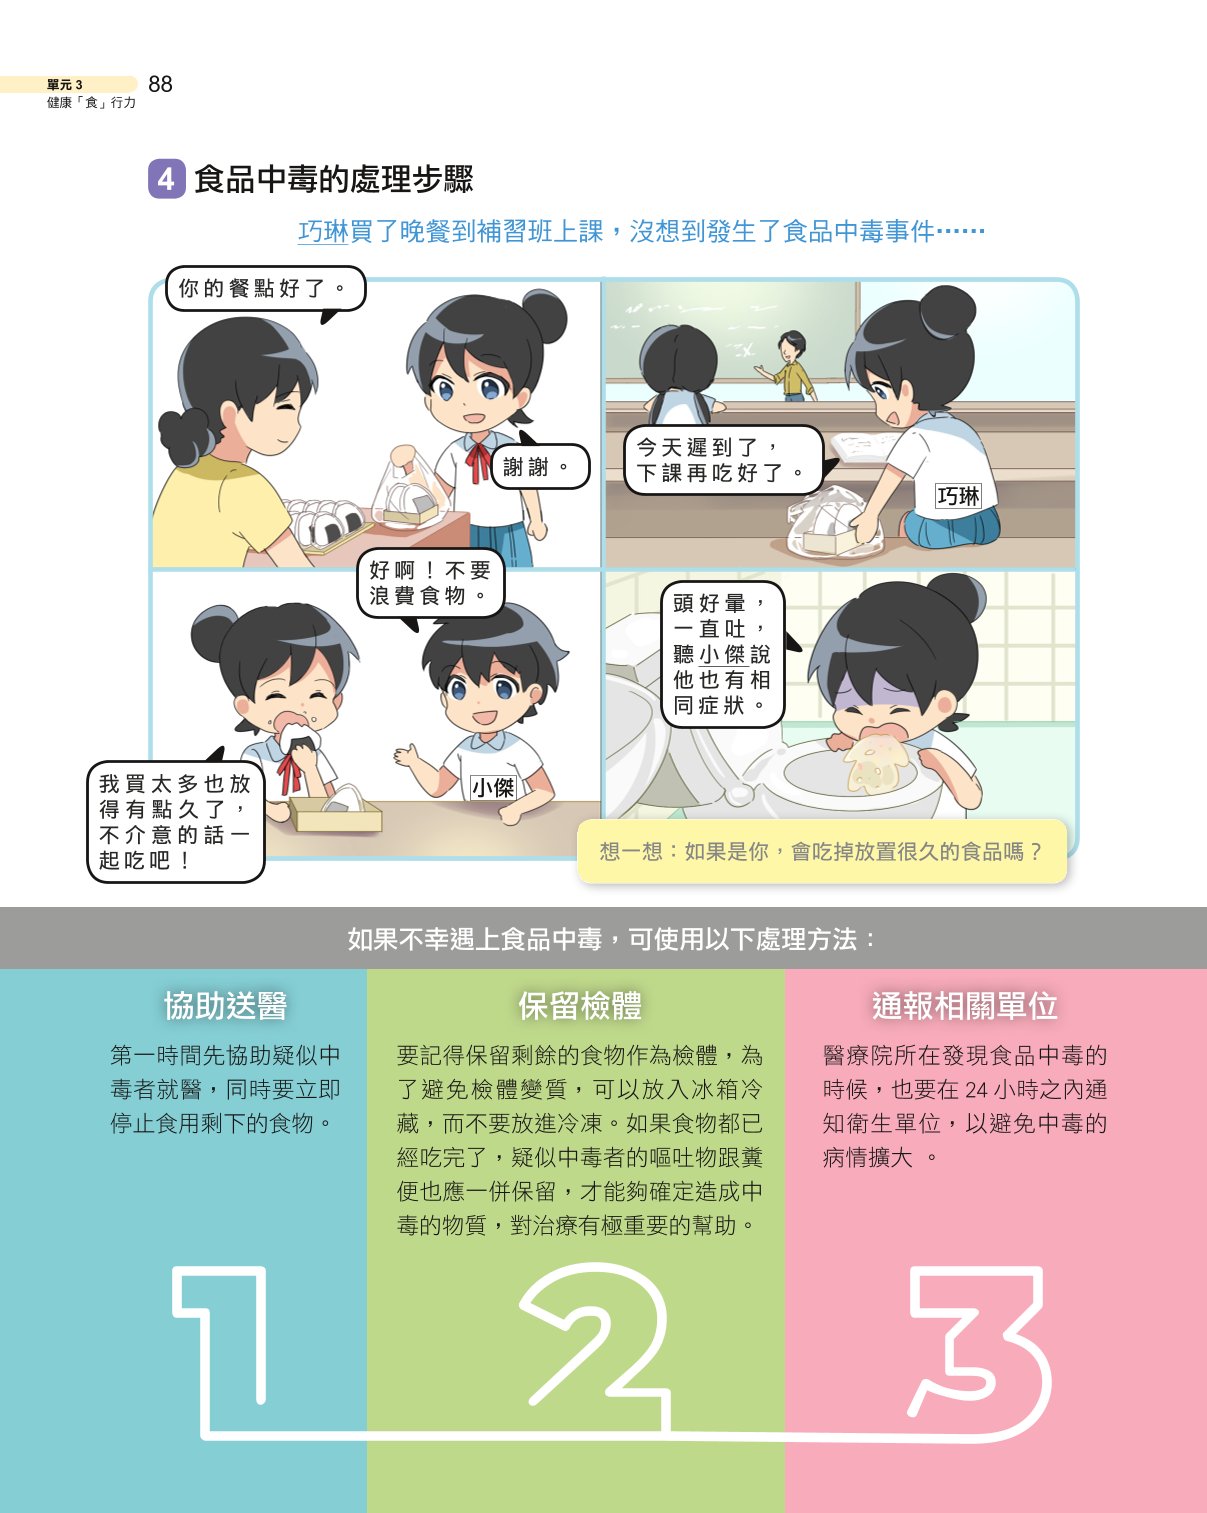 單元 3
健康「食」行力
88
4 食品中毒的處理步驟
巧琳買了晚餐到補習班上課，沒想到發生了食品中毒事件……
你的餐點好了。
謝謝。
今天遲到了，
下課再吃好了。
巧琳
好啊！不要
浪費食物。
小傑
我買太多也放
得有點久了，
不介意的話一
起吃吧！
頭好暈，
一直吐，
聽小傑說
他也有相
同症狀。
想一想：如果是你，會吃掉放置很久的食品嗎？
如果不幸遇上食品中毒，可使用以下處理方法：
協助送醫
第一時間先協助疑似中
毒者就醫，同時要立即
停止食用剩下的食物。
1
保留檢體
要記得保留剩餘的食物作為檢體，為
了避免檢體變質，可以放入冰箱冷
藏，而不要放進冷凍。如果食物都已
經吃完了，疑似中毒者的嘔吐物跟糞
便也應一併保留，才能夠確定造成中
毒的物質，對治療有極重要的幫助。
2
通報相關單位
醫療院所在發現食品中毒的
時候，也要在 24 小時之內通
知衛生單位，以避免中毒的
病情擴大 。
3